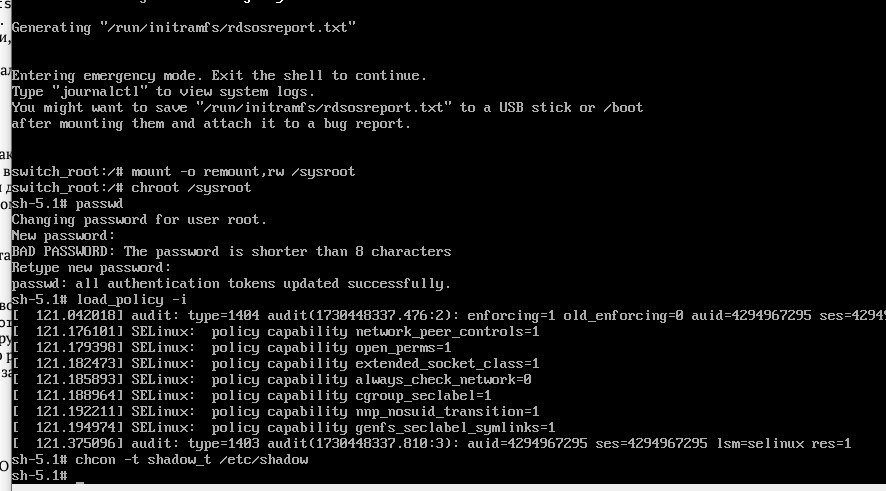 Generating "/run/initramfs/rdsosreport.txt"
Entering emergency mode. Exit the shell to continue.
Type "journalctl" to view system logs.
You might want to save "/run/initramfs/rdsosreport.txt" to a USB stick or /boot
after mounting them and attach it to a bug report.
switch_root:/# mount -o remount,rw /sysroot
switch_root:/# chroot /sysroot
sh-5.1# passwd
Changing password for user root.
New password:
BAD PASSWORD: The password is shorter than 8 characters
Retype new password:
passwd: all authentication tokens updated successfully.
sh-5.1# load_policy -i
[  121.042018] audit: type=1404 audit(1730448337.476:2): enforcing=1 old_enforcing=0 auid=4294967295 ses=4294
[  121.176101] SELinux:  policy capability network_peer_controls=1
[  121.179398] SELinux:  policy capability open_perms=1
[  121.182473] SELinux:  policy capability extended_socket_class=1
[  121.185893] SELinux:  policy capability always_check_network=0
[  121.188964] SELinux:  policy capability cgroup_seclabel=1
[  121.192211] SELinux:  policy capability nnp_nosuid_transition=1
[  121.194974] SELinux:  policy capability genfs_seclabel_symlinks=1
[  121.375096] audit: type=1403 audit(1730448337.810:3): auid=4294967295 ses=4294967295 lsm=selinux res=1
sh-5.1# chcon -t shadow_t /etc/shadow
sh-5.1#